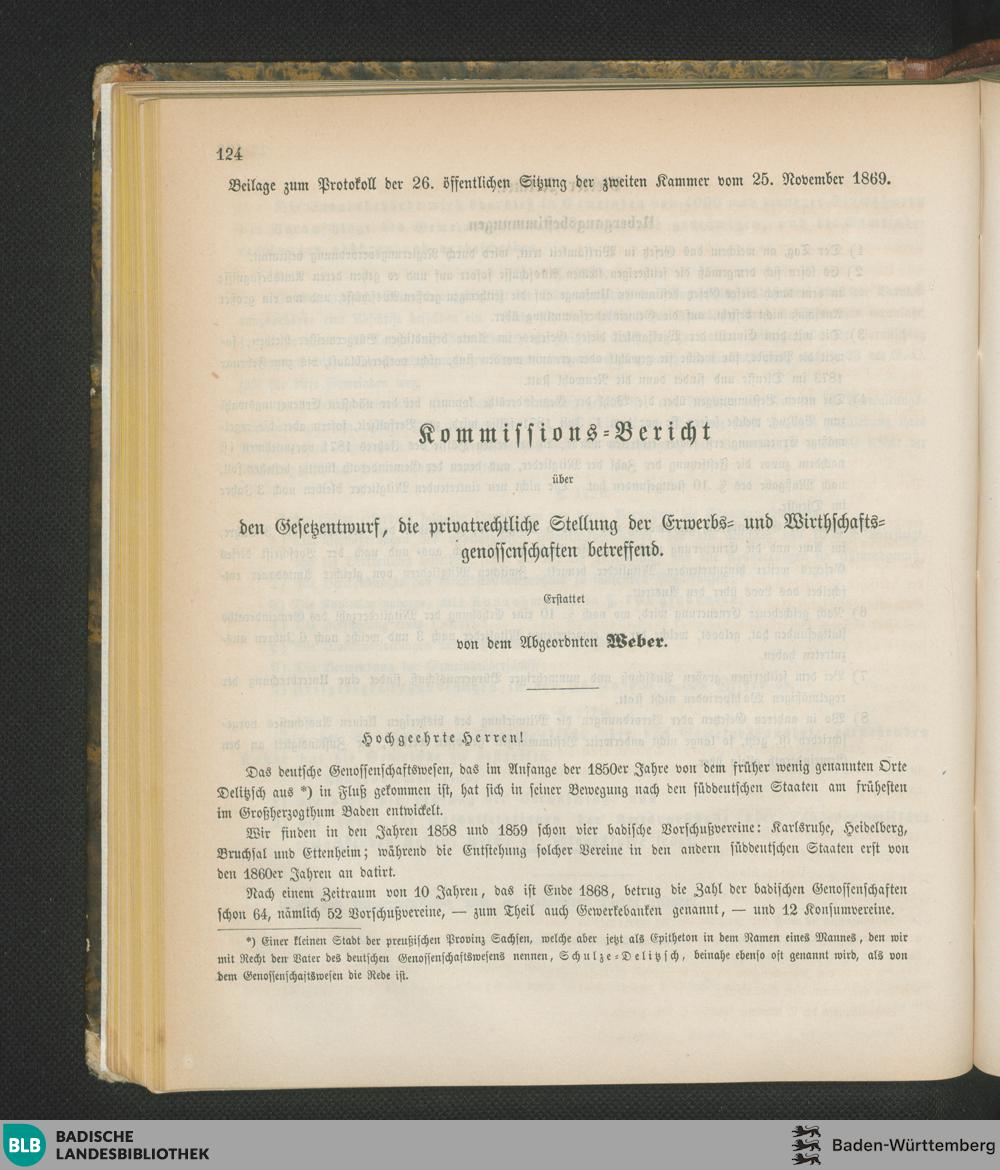 124
Beilage zum Protokoll der 26. öffentlichen Sitzung der zweiten Kammer vom 25. November 1869.
Kommissions=Bericht
über
den Gesetzentwurf, die privatrechtliche Stellung der Erwerbs= und Wirthschafts=
genossenschaften betreffend.
Erstattet
von dem Abgeordnten Weber.
Hochgeehrte Herren!
Das deutsche Genossenschaftswesen, das im Anfange der 1850er Jahre von dem früher wenig genannten Orte
Delitzsch aus *) in Fluß gekommen ist, hat sich in seiner Bewegung nach den süddeutschen Staaten am frühesten
im Großherzogthum Baden entwickelt.
Wir finden in den Jahren 1858 und 1859 schon vier badische Vorschußvereine: Karlsruhe, Heidelberg,
Bruchsal und Ettenheim; während die Entstehung solcher Vereine in den andern süddeutschen Staaten erst von
den 1860er Jahren an datirt.
Nach einem Zeitraum von 10 Jahren, das ist Ende 1868, betrug die Zahl der badischen Genossenschaften
schon 64, nämlich 52 Vorschußvereine, — zum Theil auch Gewerkebanken genannt, — und 12 Konsumvereine.
*) Einer kleinen Stadt der preußischen Provinz Sachsen, welche aber jetzt als Epitheton in dem Namen eines Mannes, den wir
mit Recht den Vater des deutschen Genossenschaftswesens nennen, Schulze=Delitzsch, beinahe ebenso oft genannt wird, als von
dem Genossenschaftswesen die Rede ist.
BLB
BADISCHE
LANDESBIBLIOTHEK
Baden-Württemberg